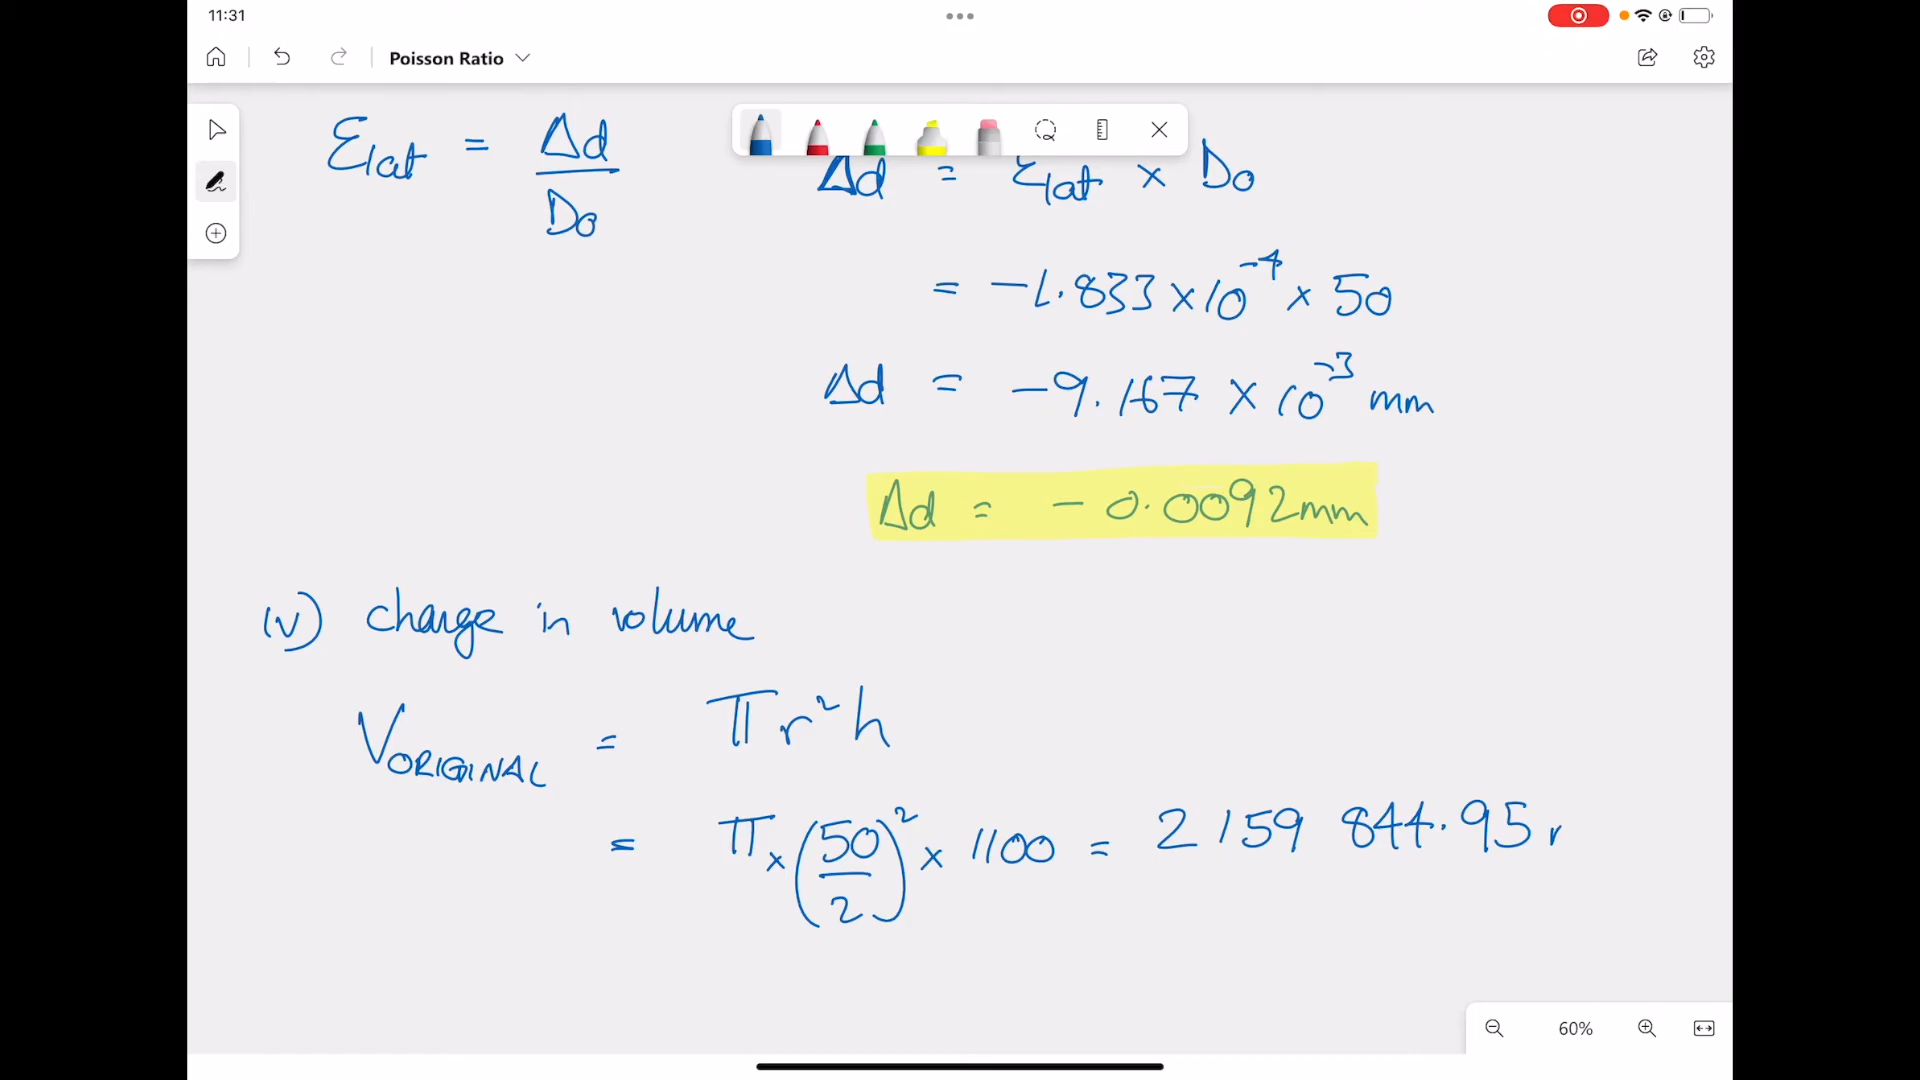 11:31
Poisson Ratio
εlat = Δd/Do
Δd = εlat × Do
= −1.833 × 10⁻⁴ × 50
Δd = −9.167 × 10⁻³ mm
Δd = − 0.0092mm
iv) change in volume
VORIGINAL = πr²h
= π × (50/2)² × 1100 = 2 159 844.95 r
60%